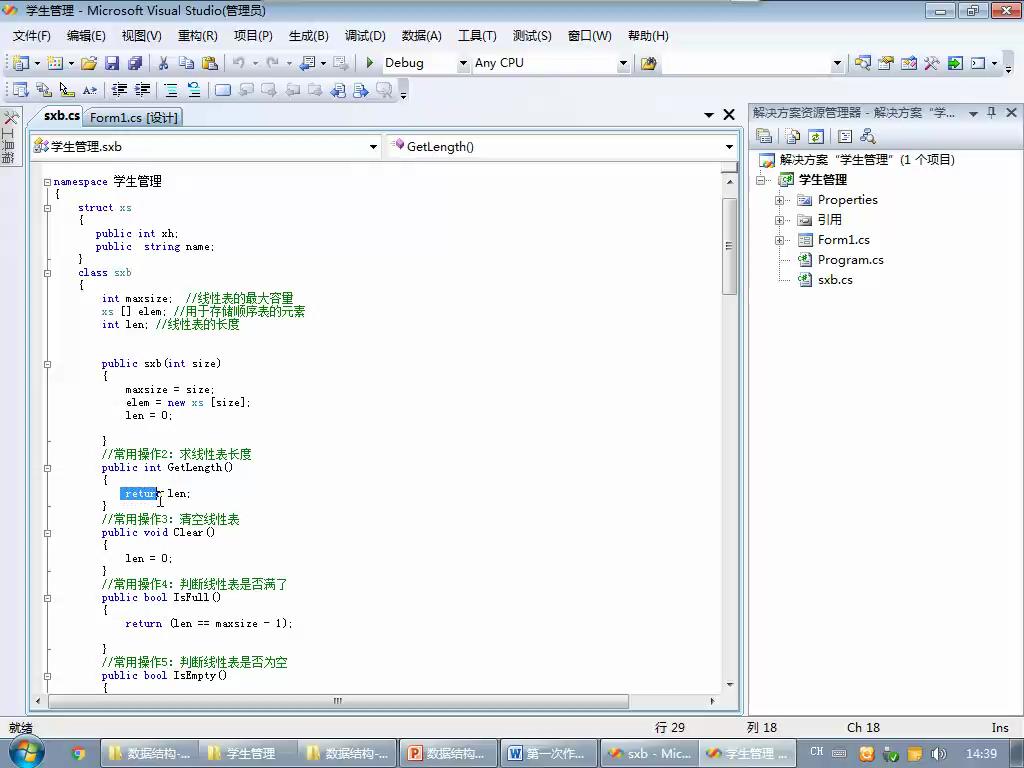 学生管理 - Microsoft Visual Studio(管理员)
文件(F) 编辑(E) 视图(V) 重构(R) 项目(P) 生成(B) 调试(D) 数据(A) 工具(T) 测试(S) 窗口(W) 帮助(H)
Debug Any CPU
sxb.cs Form1.cs [设计]
工具箱
学生管理.sxb GetLength()
namespace 学生管理
{
struct xs
{
public int xh;
public string name;
}
class sxb
{
int maxsize; //线性表的最大容量
xs [] elem; //用于存储顺序表的元素
int len; //线性表的长度
public sxb(int size)
{
maxsize = size;
elem = new xs [size];
len = 0;
}
//常用操作2: 求线性表长度
public int GetLength()
{
return len;
}
//常用操作3: 清空线性表
public void Clear()
{
len = 0;
}
//常用操作4: 判断线性表是否满了
public bool IsFull()
{
return (len == maxsize - 1);
}
//常用操作5: 判断线性表是否为空
public bool IsEmpty()
{
解决方案资源管理器 - 解决方案“学...
解决方案“学生管理”(1 个项目)
学生管理
Properties
引用
Form1.cs
Program.cs
sxb.cs
就绪 行 29 列 18 Ch 18 Ins
数据结构-... 学生管理 数据结构-... 数据结构... 第一次作... sxb - Mic... 学生管理 ... CH 14:39